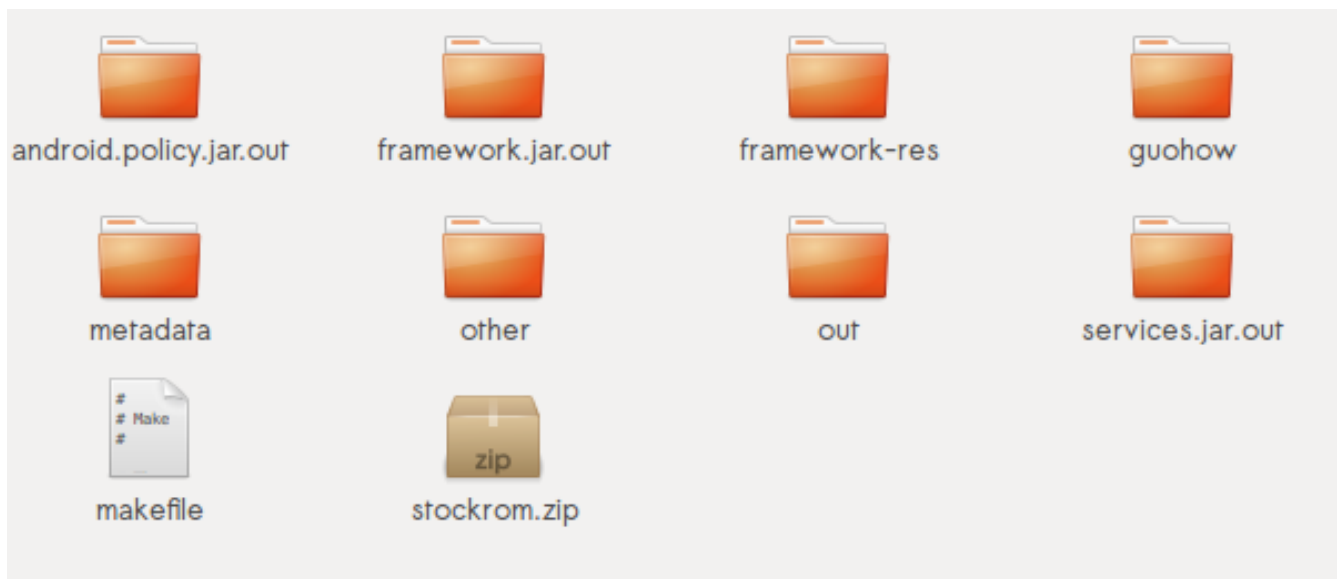 android.policy.jar.out
framework.jar.out
framework-res
guohow
metadata
other
out
services.jar.out
#
# Make
#
makefile
zip
stockrom.zip